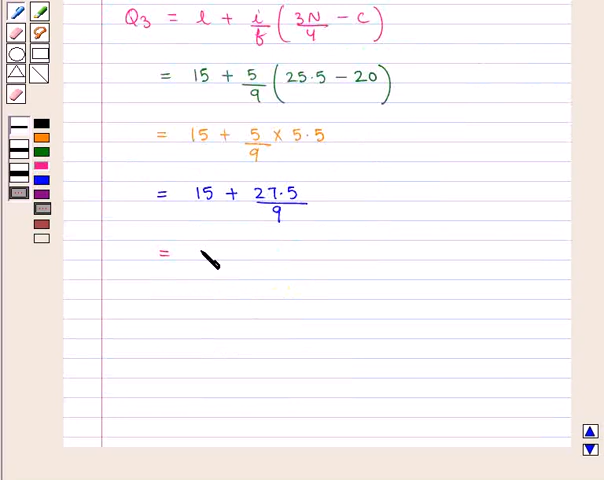 Q3 = l + i/f ( 3N/4 - C )
= 15 + 5/9 ( 25.5 - 20 )
= 15 + 5/9 × 5.5
= 15 + 27.5/9
=